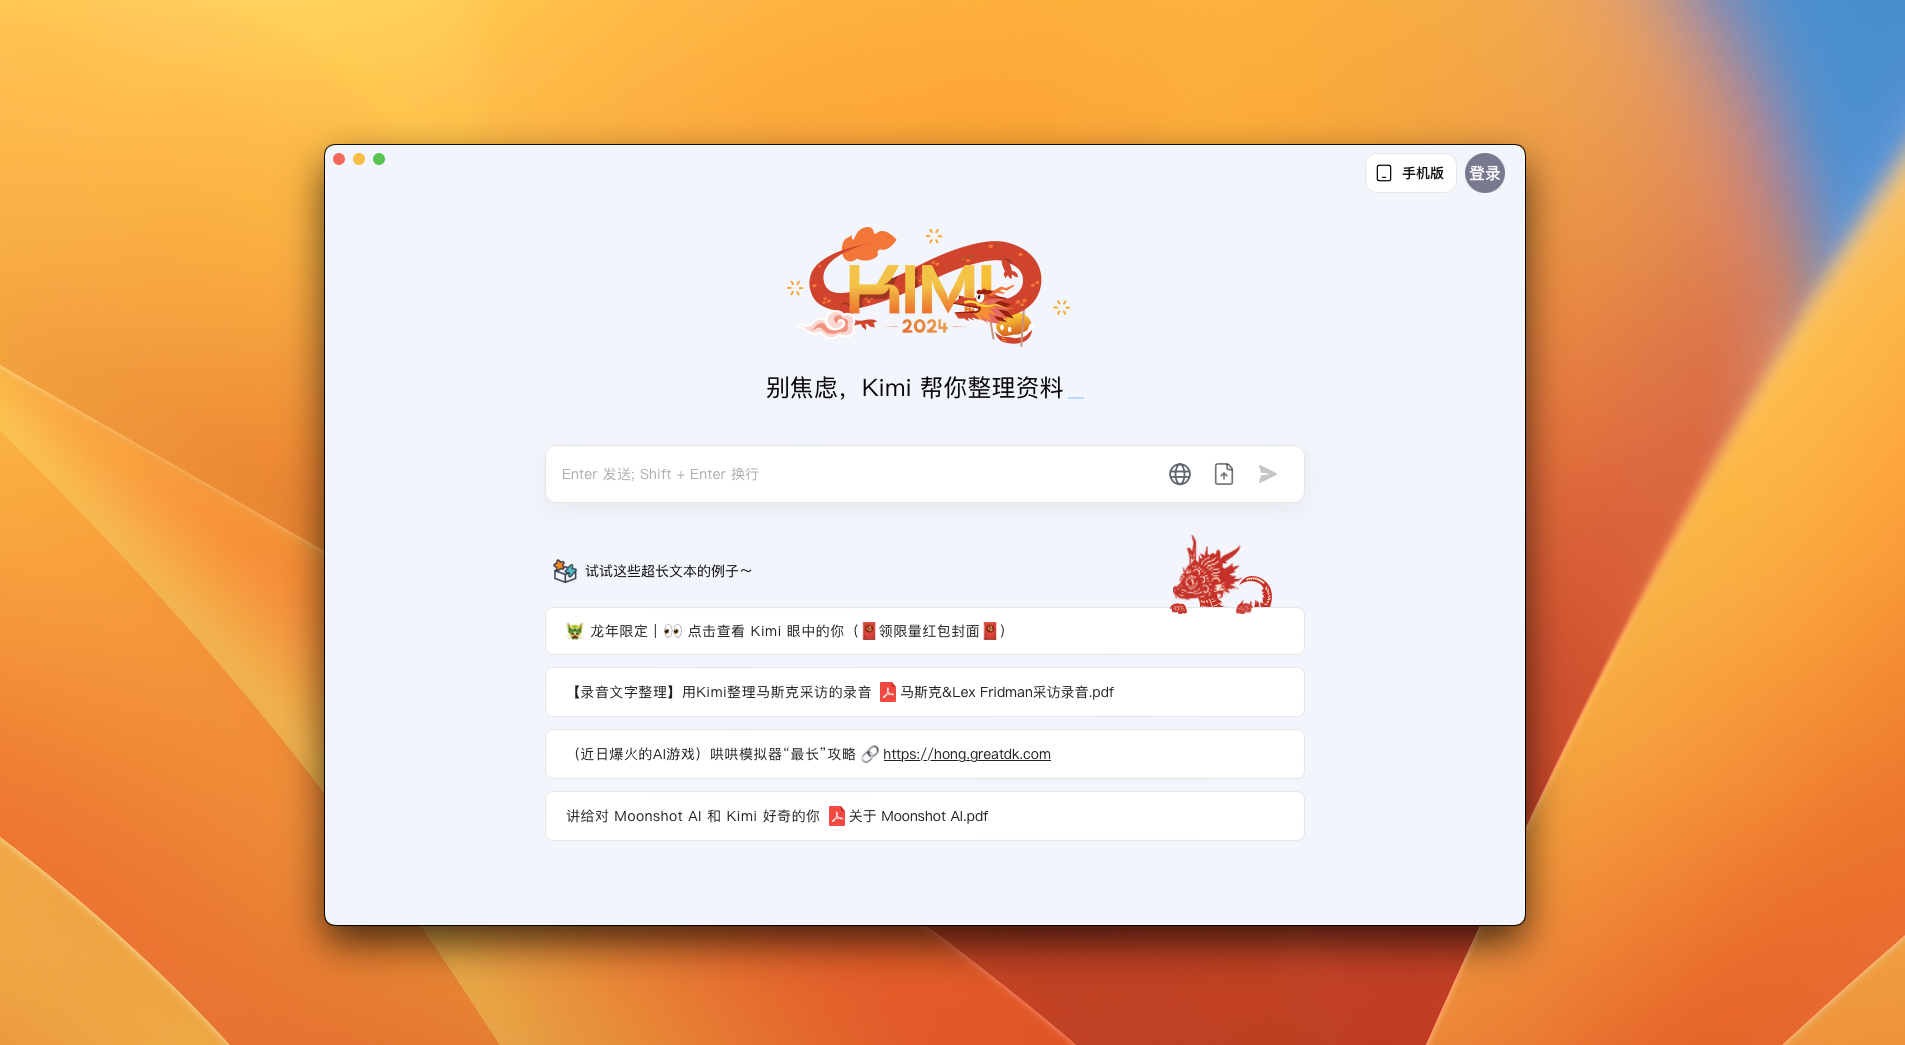 手机版
登录
KIMI
2024
别焦虑，Kimi 帮你整理资料_
Enter 发送; Shift + Enter 换行
试试这些超长文本的例子～
🐲 龙年限定 | 👀 点击查看 Kimi 眼中的你（🧧领限量红包封面🧧）
【录音文字整理】用Kimi整理马斯克采访的录音 马斯克&Lex Fridman采访录音.pdf
（近日爆火的AI游戏）哄哄模拟器“最长”攻略 🔗 https://hong.greatdk.com
讲给对 Moonshot AI 和 Kimi 好奇的你 关于 Moonshot AI.pdf